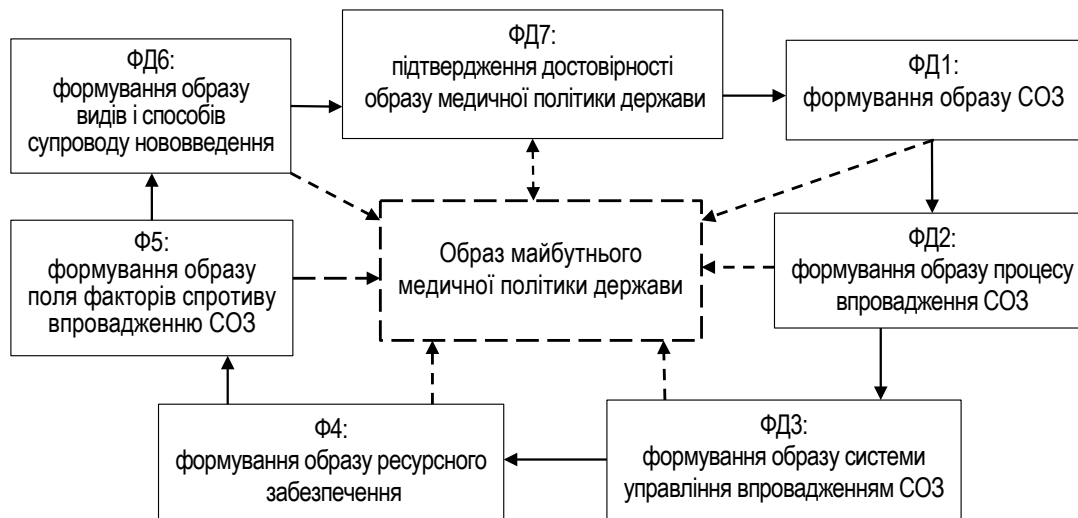 ФД6:
формування образу
видів і способів
супроводу нововведення
ФД7:
підтвердження достовірності
образу медичної політики держави
ФД1:
формування образу СОЗ
Ф5:
формування образу
поля факторів спротиву
впровадженню СОЗ
Образ майбутнього
медичної політики держави
ФД2:
формування образу процесу
впровадження СОЗ
Ф4:
формування образу ресурсного
забезпечення
ФД3:
формування образу системи
управління впровадженням СОЗ